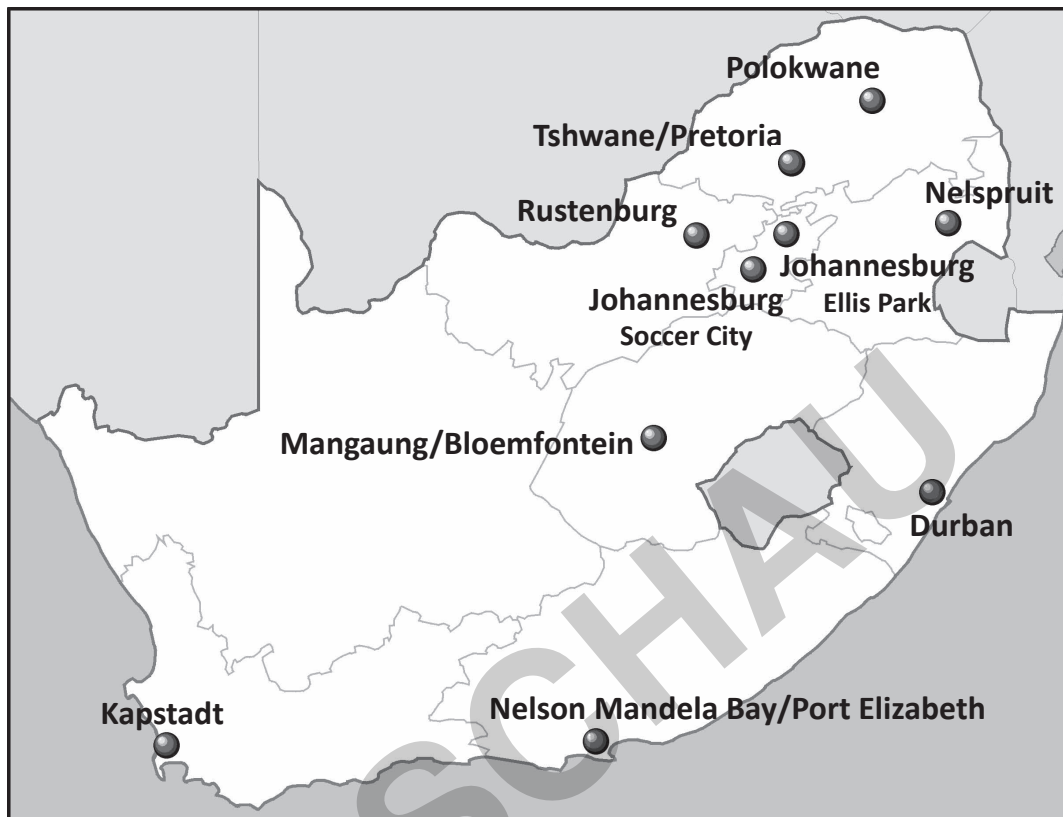 Polokwane
Tshwane/Pretoria
Nelspruit
Rustenburg
Johannesburg
Ellis Park
Johannesburg
Soccer City
Mangaung/Bloemfontein
Durban
Kapstadt
Nelson Mandela Bay/Port Elizabeth
SCHAU